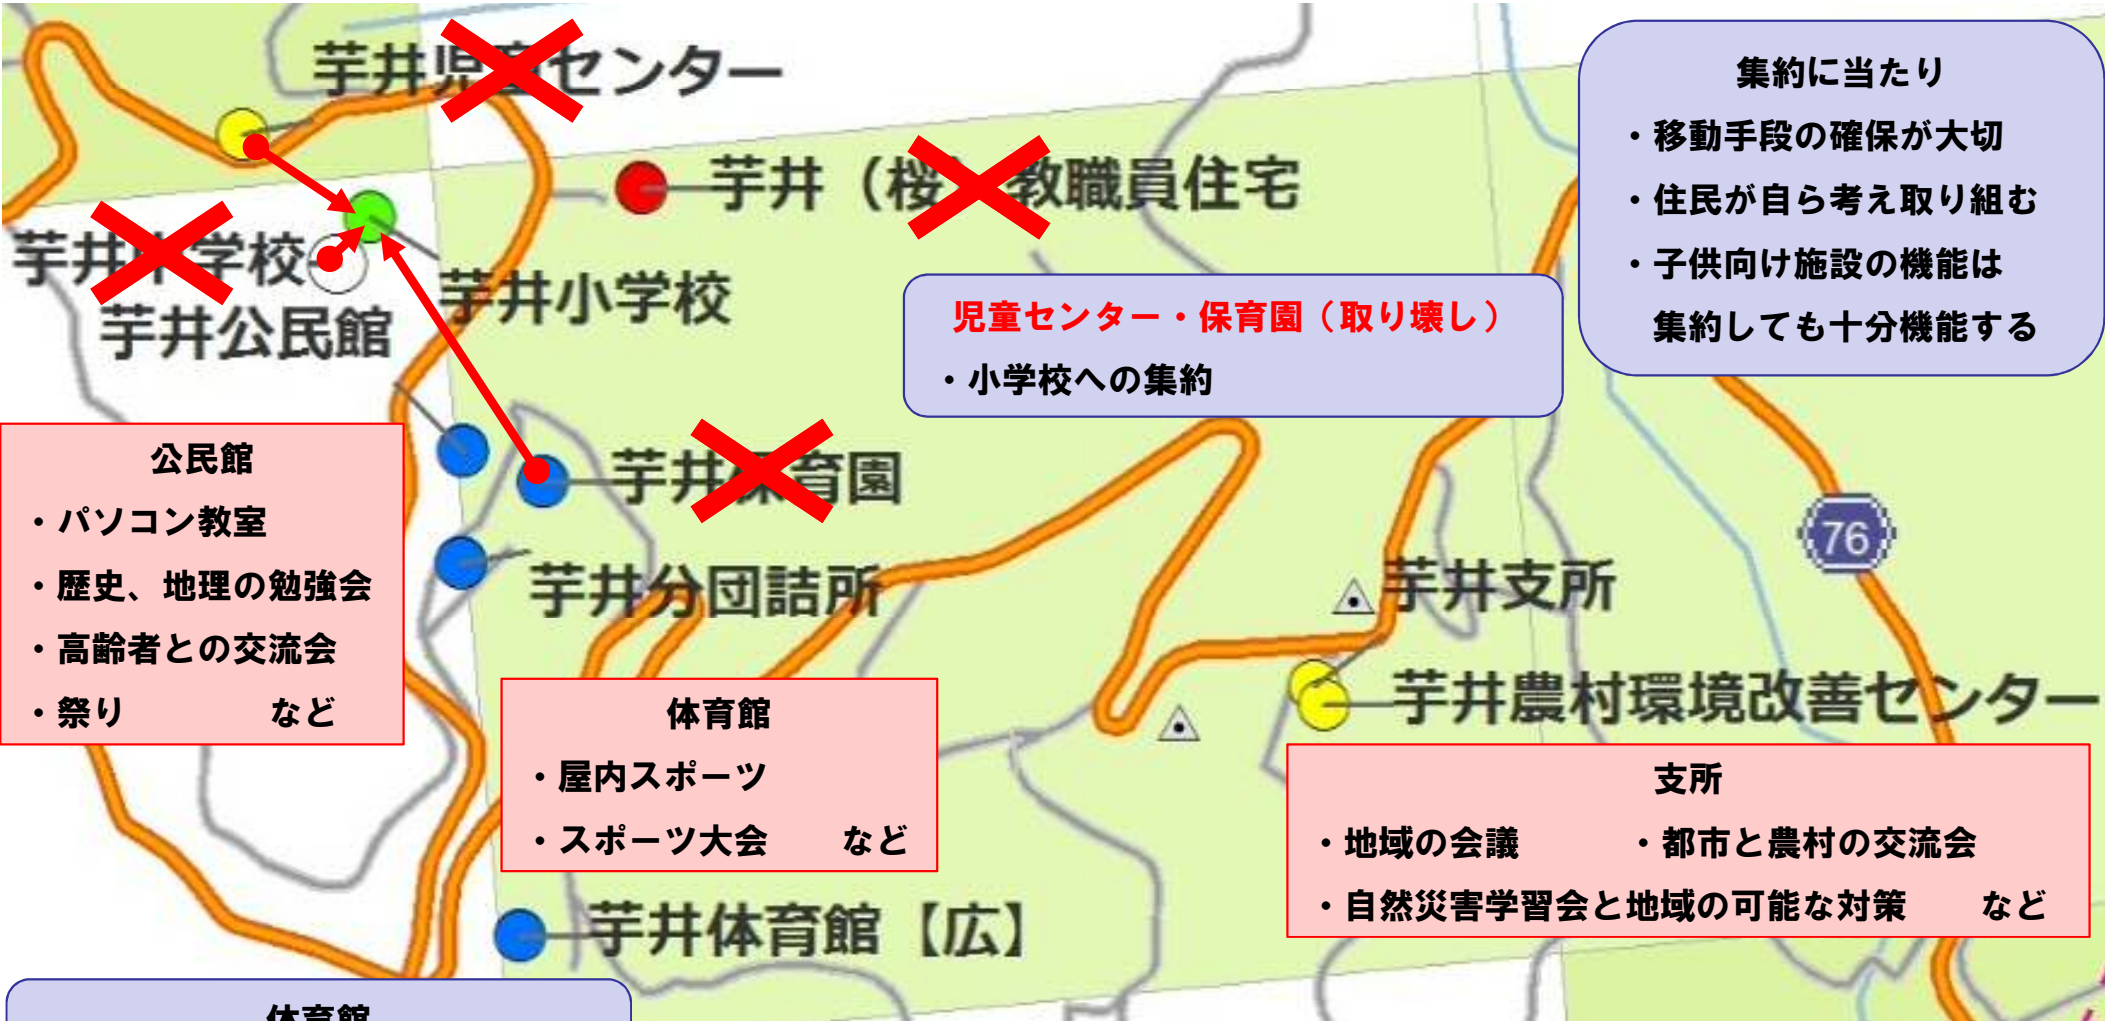 芋井児童センター
集約に当たり
・移動手段の確保が大切
・住民が自ら考え取り組む
・子供向け施設の機能は
集約しても十分機能する
芋井（桜）教職員住宅
芋井中学校
芋井小学校
芋井公民館
児童センター・保育園（取り壊し）
・小学校への集約
公民館
・パソコン教室
・歴史、地理の勉強会
・高齢者との交流会
・祭り　　　　など
芋井保育園
76
芋井分団詰所
芋井支所
芋井農村環境改善センター
体育館
・屋内スポーツ
・スポーツ大会　　など
支所
・地域の会議　　　・都市と農村の交流会
・自然災害学習会と地域の可能な対策　　など
芋井体育館【広】
体育館